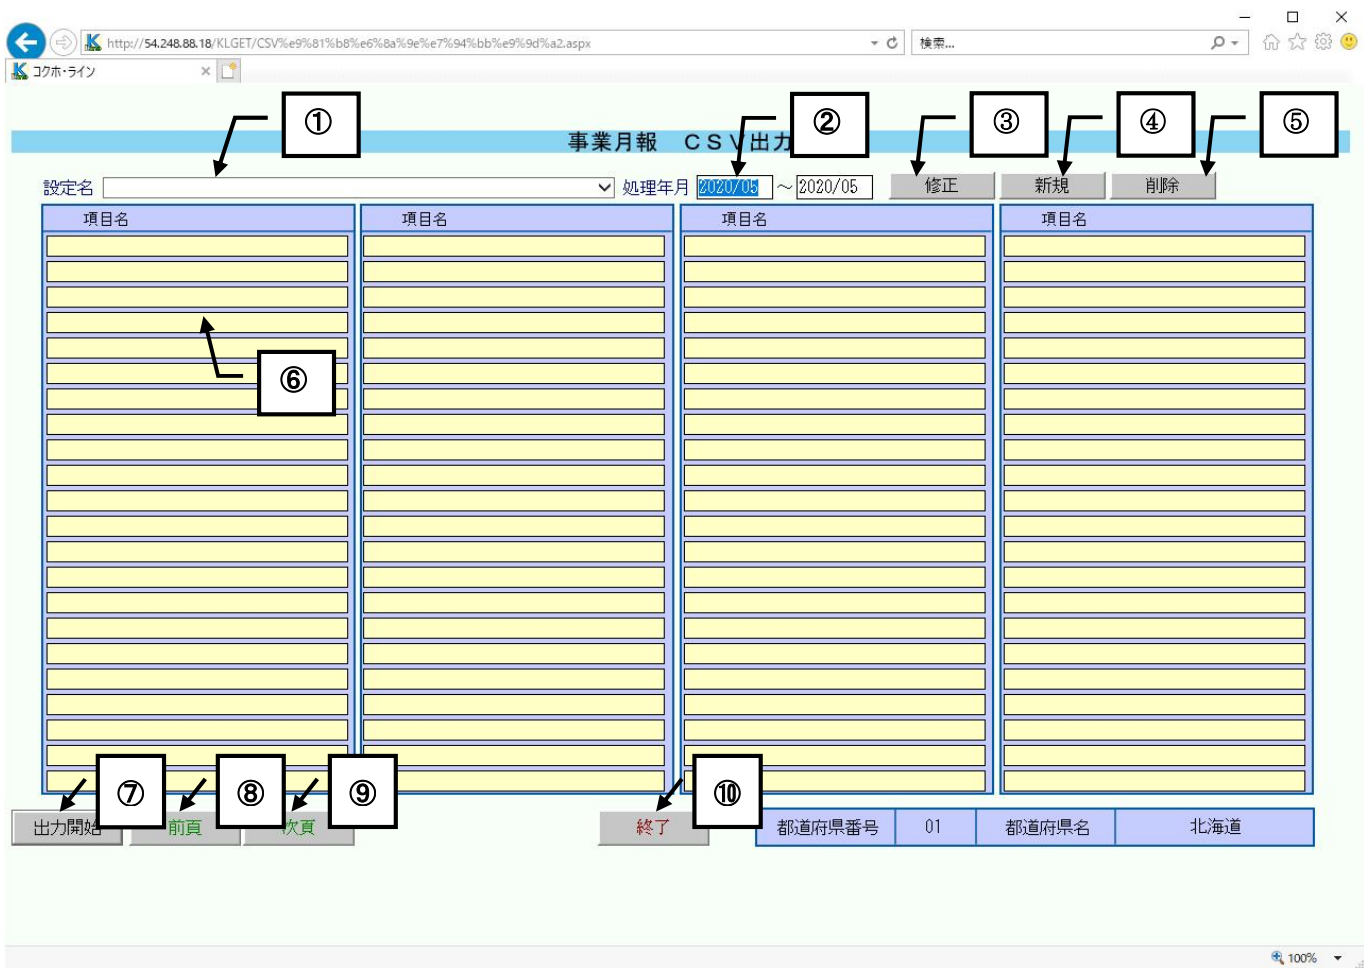 http://54.248.88.18/KLGET/CSV%e9%81%b8%e6%8a%9e%e7%94%bb%e9%9d%a2.aspx
検索...
コクホ・ライン
① ② ③ ④ ⑤
事業月報 CSV出力
設定名 処理年月 2020/05 ～ 2020/05 修正 新規 削除
項目名 項目名 項目名 項目名
⑥
⑦ ⑧ ⑨ ⑩
出力開始 前頁 次頁 終了 都道府県番号 01 都道府県名 北海道
100%